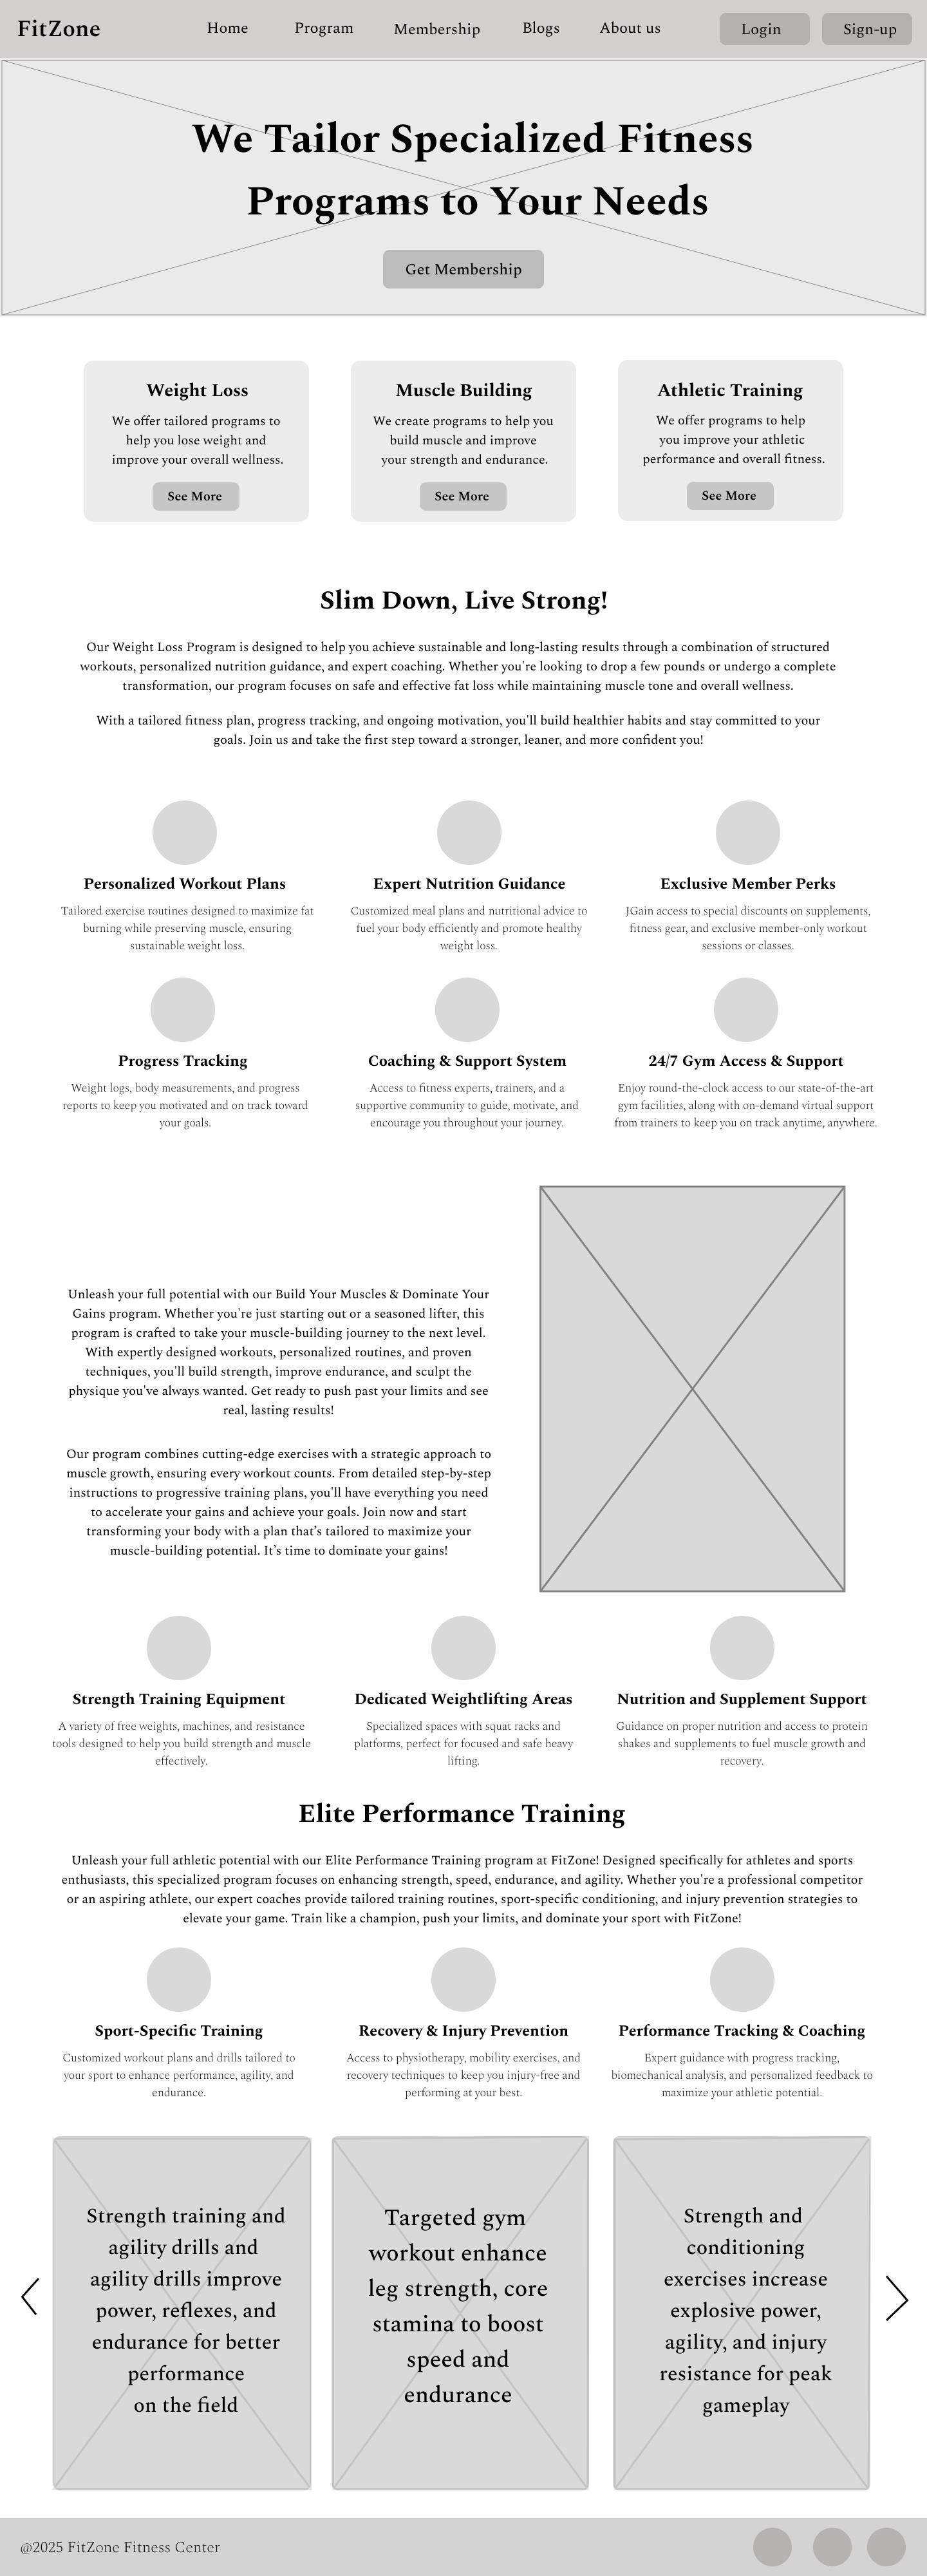 FitZone
Home
Program
Membership
Blogs
About us
Login
Sign-up
We Tailor Specialized Fitness
Programs to Your Needs
Get Membership
Weight Loss
We offer tailored programs to
help you lose weight and
improve your overall wellness.
See More
Muscle Building
We create programs to help you
build muscle and improve
your strength and endurance.
See More
Athletic Training
We offer programs to help
you improve your athletic
performance and overall fitness.
See More
Slim Down, Live Strong!
Our Weight Loss Program is designed to help you achieve sustainable and long-lasting results through a combination of structured
workouts, personalized nutrition guidance, and expert coaching. Whether you're looking to drop a few pounds or undergo a complete
transformation, our program focuses on safe and effective fat loss while maintaining muscle tone and overall wellness.
With a tailored fitness plan, progress tracking, and ongoing motivation, you'll build healthier habits and stay committed to your
goals. Join us and take the first step toward a stronger, leaner, and more confident you!
Personalized Workout Plans
Tailored exercise routines designed to maximize fat
burning while preserving muscle, ensuring
sustainable weight loss.
Expert Nutrition Guidance
Customized meal plans and nutritional advice to
fuel your body efficiently and promote healthy
weight loss.
Exclusive Member Perks
JGain access to special discounts on supplements,
fitness gear, and exclusive member-only workout
sessions or classes.
Progress Tracking
Weight logs, body measurements, and progress
reports to keep you motivated and on track toward
your goals.
Coaching & Support System
Access to fitness experts, trainers, and a
supportive community to guide, motivate, and
encourage you throughout your journey.
24/7 Gym Access & Support
Enjoy round-the-clock access to our state-of-the-art
gym facilities, along with on-demand virtual support
from trainers to keep you on track anytime, anywhere.
Unleash your full potential with our Build Your Muscles & Dominate Your
Gains program. Whether you're just starting out or a seasoned lifter, this
program is crafted to take your muscle-building journey to the next level.
With expertly designed workouts, personalized routines, and proven
techniques, you'll build strength, improve endurance, and sculpt the
physique you've always wanted. Get ready to push past your limits and see
real, lasting results!
Our program combines cutting-edge exercises with a strategic approach to
muscle growth, ensuring every workout counts. From detailed step-by-step
instructions to progressive training plans, you'll have everything you need
to accelerate your gains and achieve your goals. Join now and start
transforming your body with a plan that’s tailored to maximize your
muscle-building potential. It’s time to dominate your gains!
Strength Training Equipment
A variety of free weights, machines, and resistance
tools designed to help you build strength and muscle
effectively.
Dedicated Weightlifting Areas
Specialized spaces with squat racks and
platforms, perfect for focused and safe heavy
lifting.
Nutrition and Supplement Support
Guidance on proper nutrition and access to protein
shakes and supplements to fuel muscle growth and
recovery.
Elite Performance Training
Unleash your full athletic potential with our Elite Performance Training program at FitZone! Designed specifically for athletes and sports
enthusiasts, this specialized program focuses on enhancing strength, speed, endurance, and agility. Whether you're a professional competitor
or an aspiring athlete, our expert coaches provide tailored training routines, sport-specific conditioning, and injury prevention strategies to
elevate your game. Train like a champion, push your limits, and dominate your sport with FitZone!
Sport-Specific Training
Customized workout plans and drills tailored to
your sport to enhance performance, agility, and
endurance.
Recovery & Injury Prevention
Access to physiotherapy, mobility exercises, and
recovery techniques to keep you injury-free and
performing at your best.
Performance Tracking & Coaching
Expert guidance with progress tracking,
biomechanical analysis, and personalized feedback to
maximize your athletic potential.
Strength training and
agility drills and
agility drills improve
power, reflexes, and
endurance for better
performance
on the field
Targeted gym
workout enhance
leg strength, core
stamina to boost
speed and
endurance
Strength and
conditioning
exercises increase
explosive power,
agility, and injury
resistance for peak
gameplay
@2025 FitZone Fitness Center